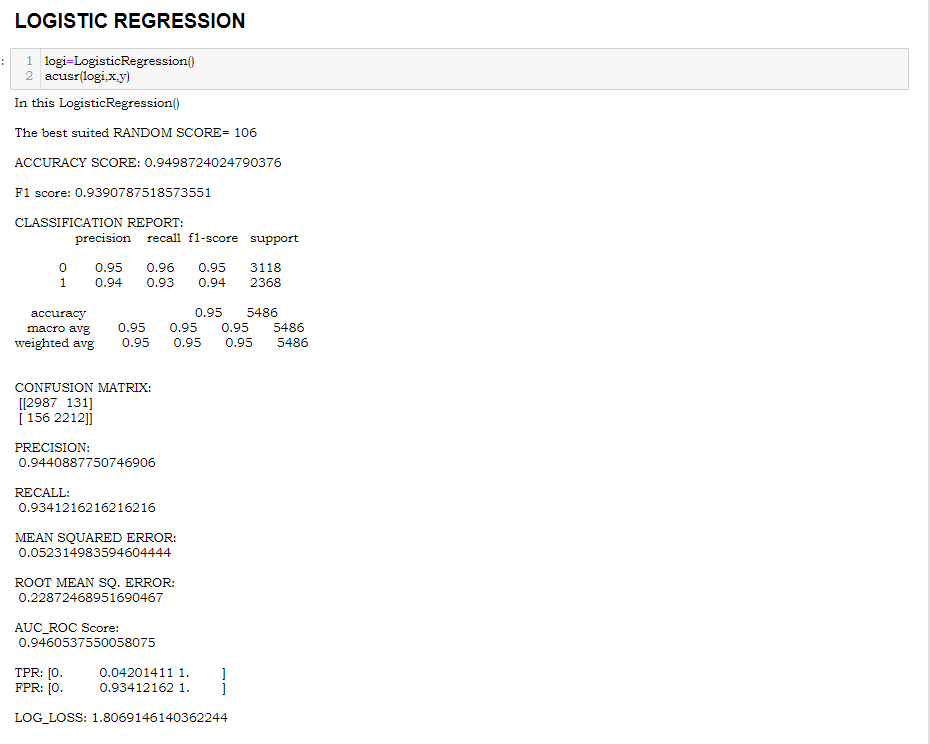 LOGISTIC REGRESSION
: 1 logi=LogisticRegression()
2 acusr(logi,x,y)
In this LogisticRegression()
The best suited RANDOM SCORE= 106
ACCURACY SCORE: 0.9498724024790376
F1 score: 0.9390787518573551
CLASSIFICATION REPORT:
precision recall f1-score support
0 0.95 0.96 0.95 3118
1 0.94 0.93 0.94 2368
accuracy 0.95 5486
macro avg 0.95 0.95 0.95 5486
weighted avg 0.95 0.95 0.95 5486
CONFUSION MATRIX:
[[2987 131]
[ 156 2212]]
PRECISION:
0.9440887750746906
RECALL:
0.9341216216216216
MEAN SQUARED ERROR:
0.052314983594604444
ROOT MEAN SQ. ERROR:
0.22872468951690467
AUC_ROC Score:
0.9460537550058075
TPR: [0. 0.04201411 1. ]
FPR: [0. 0.93412162 1. ]
LOG_LOSS: 1.8069146140362244